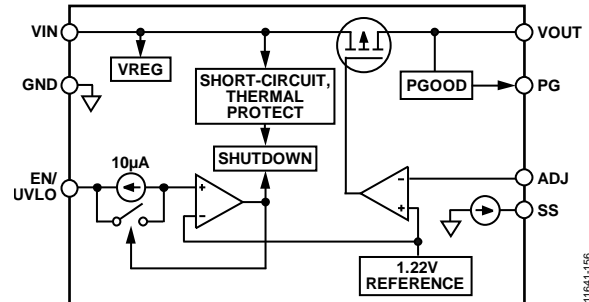 VIN
VOUT
VREG
GND
SHORT-CIRCUIT,
THERMAL
PROTECT
PGOOD
PG
SHUTDOWN
EN/
UVLO
10µA
+
−
−
+
ADJ
SS
1.22V
REFERENCE
11641-156